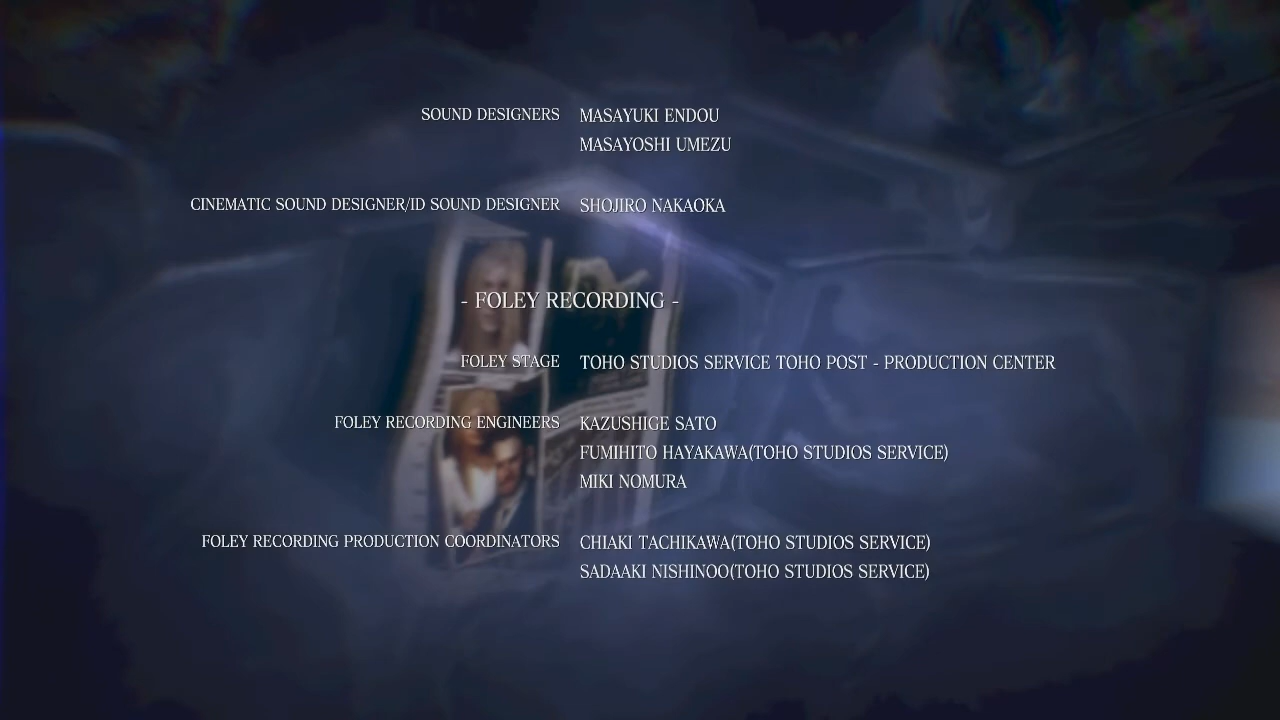 SOUND DESIGNERS MASAYUKI ENDOU
MASAYOSHI UMEZU
CINEMATIC SOUND DESIGNER/ID SOUND DESIGNER SHOJIRO NAKAOKA
- FOLEY RECORDING -
FOLEY STAGE TOHO STUDIOS SERVICE TOHO POST - PRODUCTION CENTER
FOLEY RECORDING ENGINEERS KAZUSHIGE SATO
FUMIHITO HAYAKAWA(TOHO STUDIOS SERVICE)
MIKI NOMURA
FOLEY RECORDING PRODUCTION COORDINATORS CHIAKI TACHIKAWA(TOHO STUDIOS SERVICE)
SADAAKI NISHINOO(TOHO STUDIOS SERVICE)